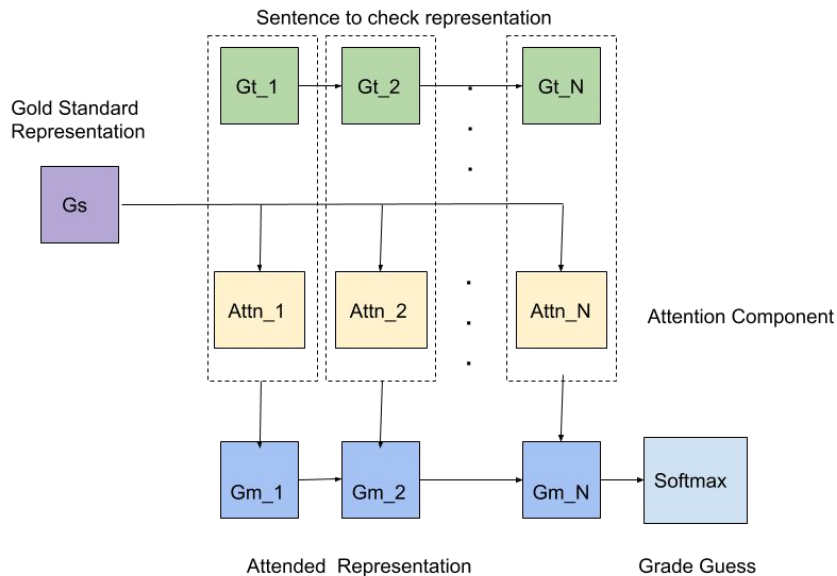 Sentence to check representation
Gt_1
Gt_2
Gt_N
Gold Standard
Representation
Gs
Attn_1
Attn_2
Attn_N
Attention Component
Gm_1
Gm_2
Gm_N
Softmax
Attended Representation
Grade Guess